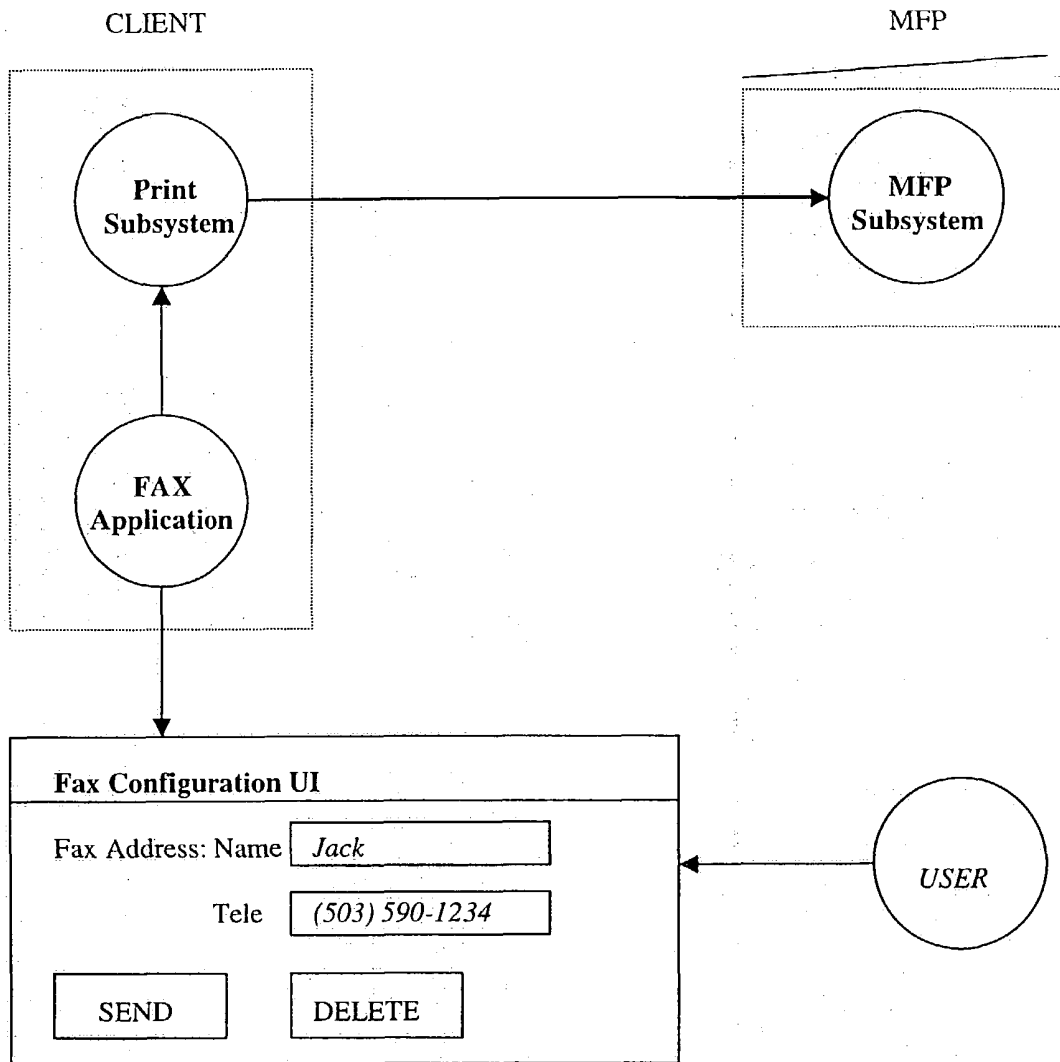 CLIENT
MFP
Print
Subsystem
MFP
Subsystem
FAX
Application
Fax Configuration UI
Fax Address: Name
Jack
Tele
(503) 590-1234
USER
SEND
DELETE